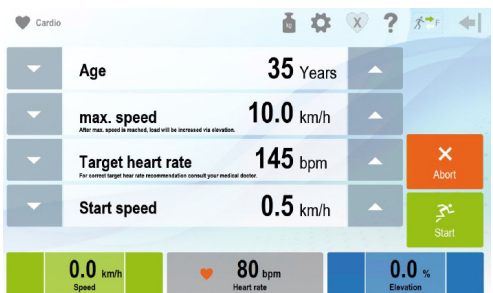 Cardio
kg X ? F
Age 35 Years
max. speed 10.0 km/h
After max. speed is reached, load will be increased via elevation.
Target heart rate 145 bpm
For correct target hear rate recommendation consult your medical doctor.
Abort
Start speed 0.5 km/h
Start
0.0 km/h 80 bpm 0.0 %
Speed Heart rate Elevation